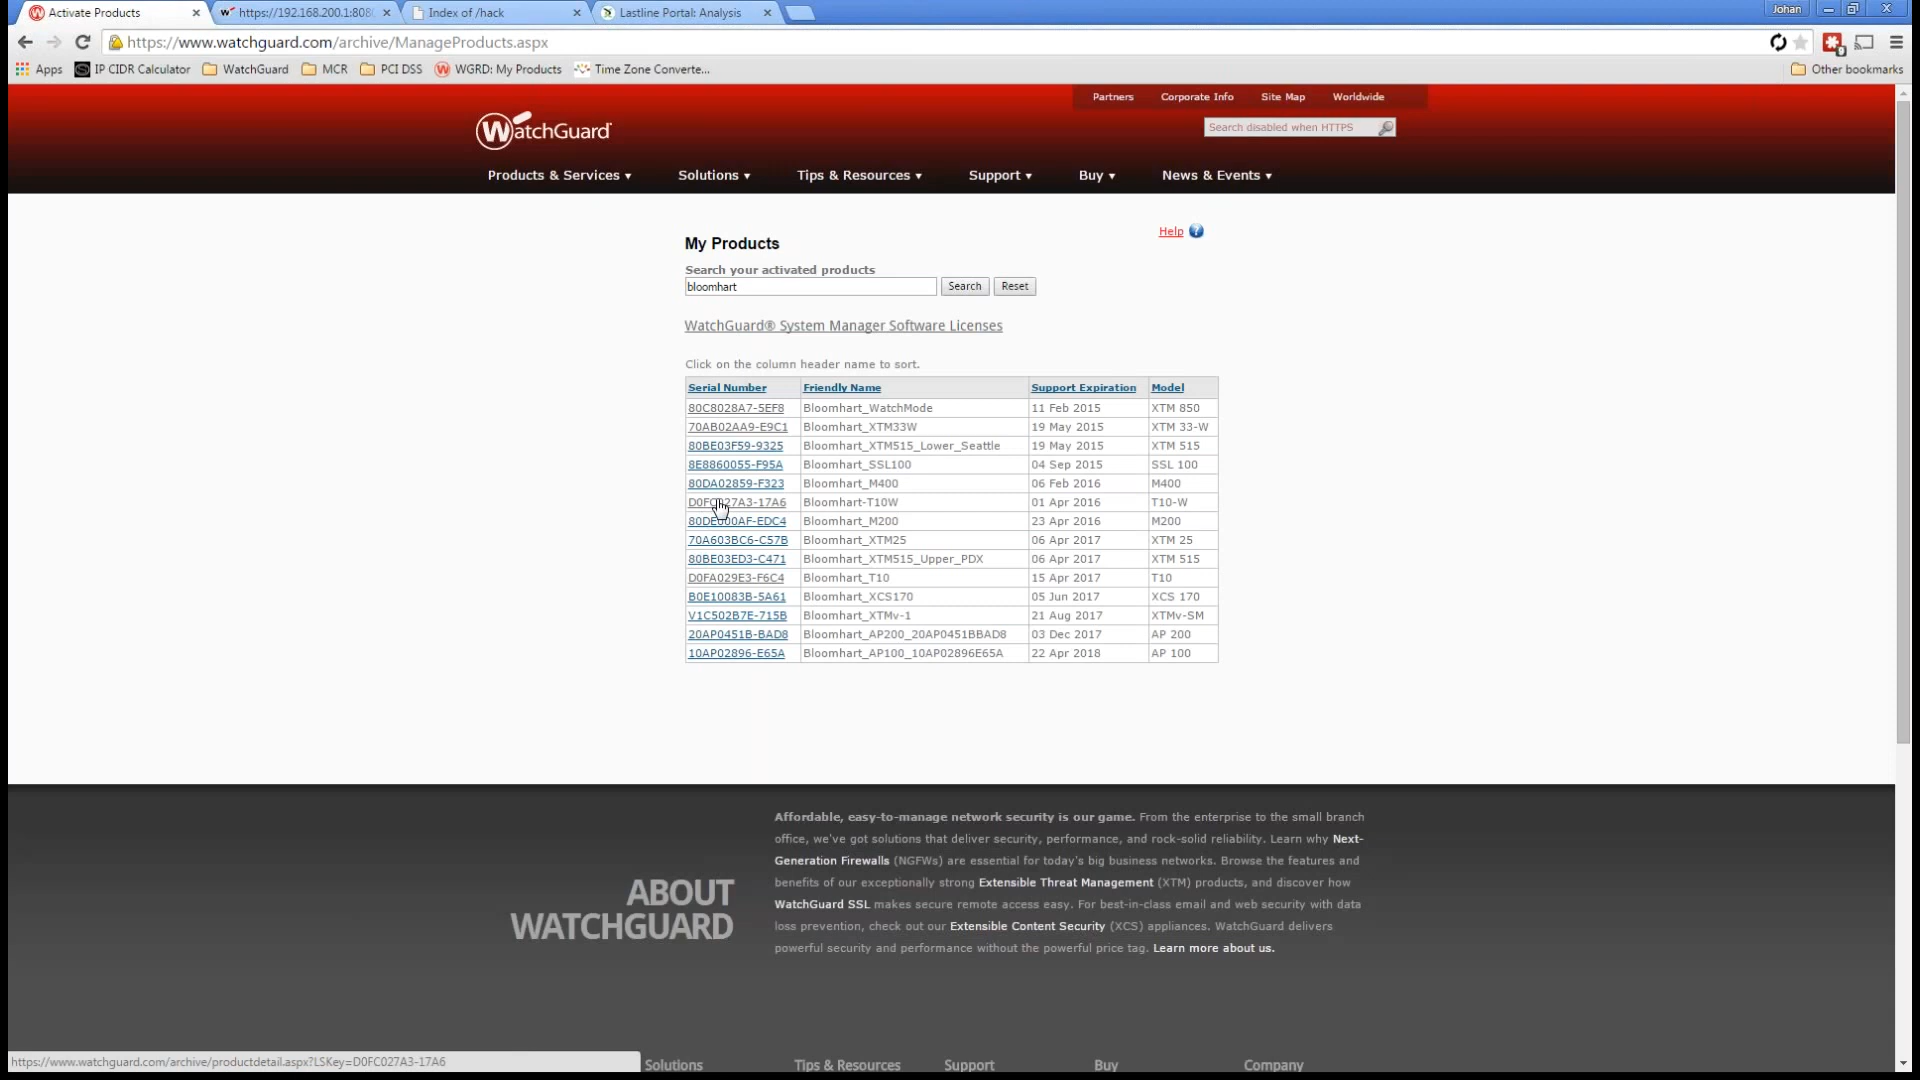 Activate Products
https://192.168.200.1:808
Index of /hack
Lastline Portal: Analysis
Johan
https://www.watchguard.com/archive/ManageProducts.aspx
Apps
IP CIDR Calculator
WatchGuard
MCR
PCI DSS
WGRD: My Products
Time Zone Converte...
Other bookmarks
Partners
Corporate Info
Site Map
Worldwide
WatchGuard
Search disabled when HTTPS
Products & Services
Solutions
Tips & Resources
Support
Buy
News & Events
Help
My Products
Search your activated products
bloomhart
Search
Reset
WatchGuard® System Manager Software Licenses
Click on the column header name to sort.
Serial Number Friendly Name Support Expiration Model
80C8028A7-5EF8 Bloomhart_WatchMode 11 Feb 2015 XTM 850
70AB02AA9-E9C1 Bloomhart_XTM33W 19 May 2015 XTM 33-W
80BE03F59-9325 Bloomhart_XTM515_Lower_Seattle 19 May 2015 XTM 515
8E8860055-F95A Bloomhart_SSL100 04 Sep 2015 SSL 100
80DA02859-F323 Bloomhart_M400 06 Feb 2016 M400
D0FC027A3-17A6 Bloomhart-T10W 01 Apr 2016 T10-W
80DE000AF-EDC4 Bloomhart_M200 23 Apr 2016 M200
70A603BC6-C57B Bloomhart_XTM25 06 Apr 2017 XTM 25
80BE03ED3-C471 Bloomhart_XTM515_Upper_PDX 06 Apr 2017 XTM 515
D0FA029E3-F6C4 Bloomhart_T10 15 Apr 2017 T10
B0E10083B-5A61 Bloomhart_XCS170 05 Jun 2017 XCS 170
V1C502B7E-715B Bloomhart_XTMv-1 21 Aug 2017 XTMv-SM
20AP0451B-BAD8 Bloomhart_AP200_20AP0451BBAD8 03 Dec 2017 AP 200
10AP02896-E65A Bloomhart_AP100_10AP02896E65A 22 Apr 2018 AP 100
ABOUT
WATCHGUARD
Affordable, easy-to-manage network security is our game. From the enterprise to the small branch
office, we've got solutions that deliver security, performance, and rock-solid reliability. Learn why Next-
Generation Firewalls (NGFWs) are essential for today's big business networks. Browse the features and
benefits of our exceptionally strong Extensible Threat Management (XTM) products, and discover how
WatchGuard SSL makes secure remote access easy. For best-in-class email and web security with data
loss prevention, check out our Extensible Content Security (XCS) appliances. WatchGuard delivers
powerful security and performance without the powerful price tag. Learn more about us.
https://www.watchguard.com/archive/productdetail.aspx?LSKey=D0FC027A3-17A6
Solutions
Tips & Resources
Support
Buy
Company